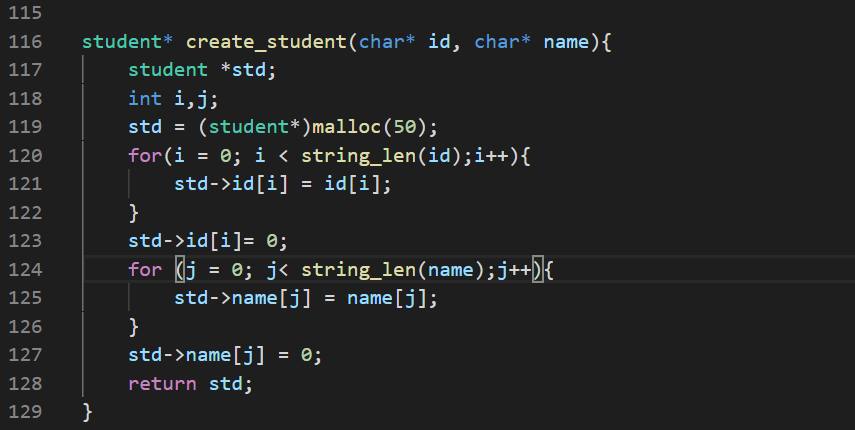 115
116 student* create_student(char* id, char* name){
117 student *std;
118 int i,j;
119 std = (student*)malloc(50);
120 for(i = 0; i < string_len(id);i++){
121 std->id[i] = id[i];
122 }
123 std->id[i]= 0;
124 for (j = 0; j< string_len(name);j++){
125 std->name[j] = name[j];
126 }
127 std->name[j] = 0;
128 return std;
129 }